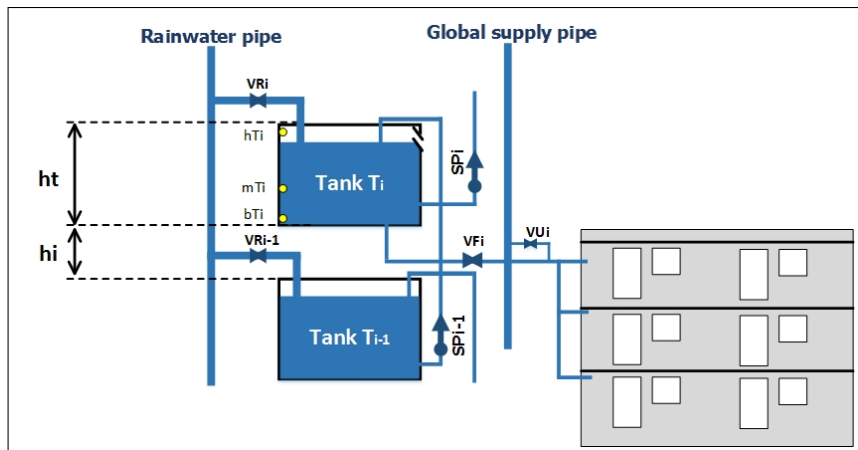 Rainwater pipe
Global supply pipe
VRi
hTi
ht
Tank Ti
SPi
mTi
bTi
hi
VRi-1
VFi
VUi
Tank Ti-1
SPi-1